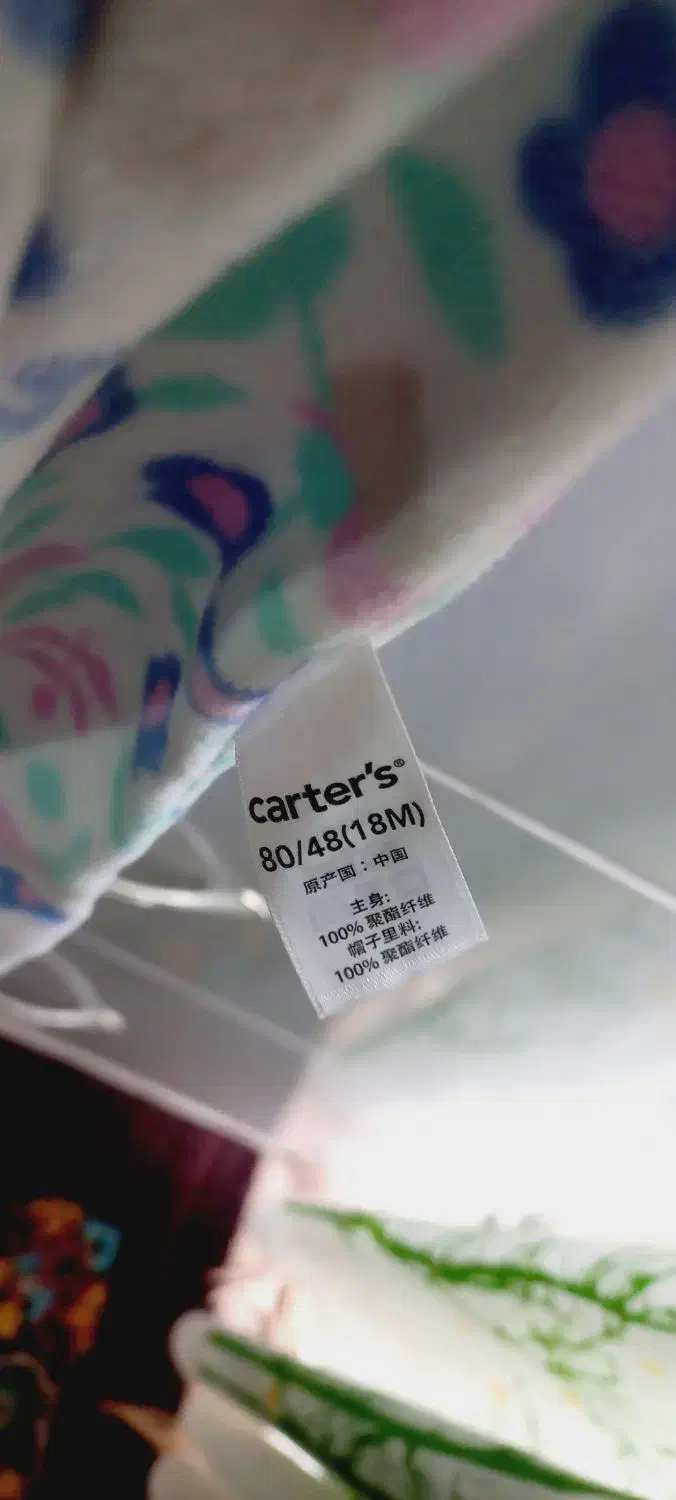 carter's®
80/48(18M)
原产国：中国
主身:
100% 聚酯纤维
帽子里料:
100% 聚酯纤维